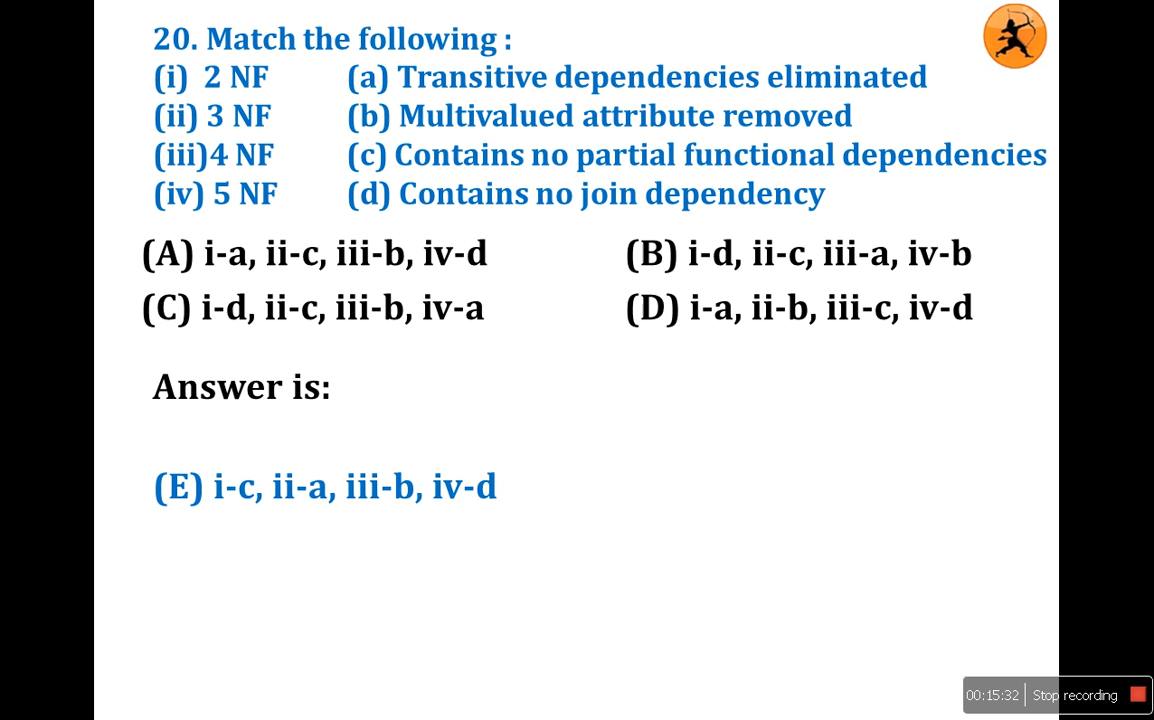 20. Match the following :
(i) 2 NF (a) Transitive dependencies eliminated
(ii) 3 NF (b) Multivalued attribute removed
(iii)4 NF (c) Contains no partial functional dependencies
(iv) 5 NF (d) Contains no join dependency
(A) i-a, ii-c, iii-b, iv-d (B) i-d, ii-c, iii-a, iv-b
(C) i-d, ii-c, iii-b, iv-a (D) i-a, ii-b, iii-c, iv-d
Answer is:
(E) i-c, ii-a, iii-b, iv-d
00:15:32 Stop recording